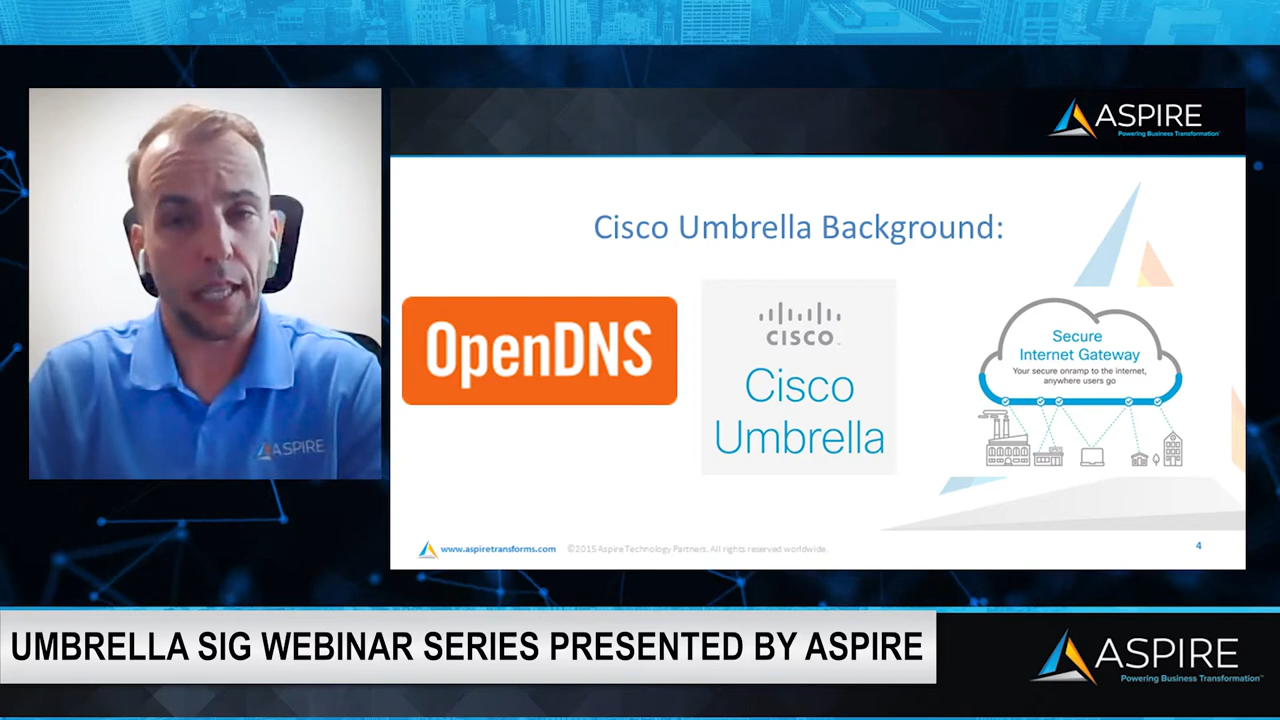 ASPIRE
Powering Business Transformation™
Cisco Umbrella Background:
OpenDNS
CISCO
Cisco
Umbrella
Secure
Internet Gateway
Your secure onramp to the internet,
anywhere users go
ASPIRE
www.aspiretransforms.com ©2015 Aspire Technology Partners. All rights reserved worldwide. 4
UMBRELLA SIG WEBINAR SERIES PRESENTED BY ASPIRE
ASPIRE
Powering Business Transformation™